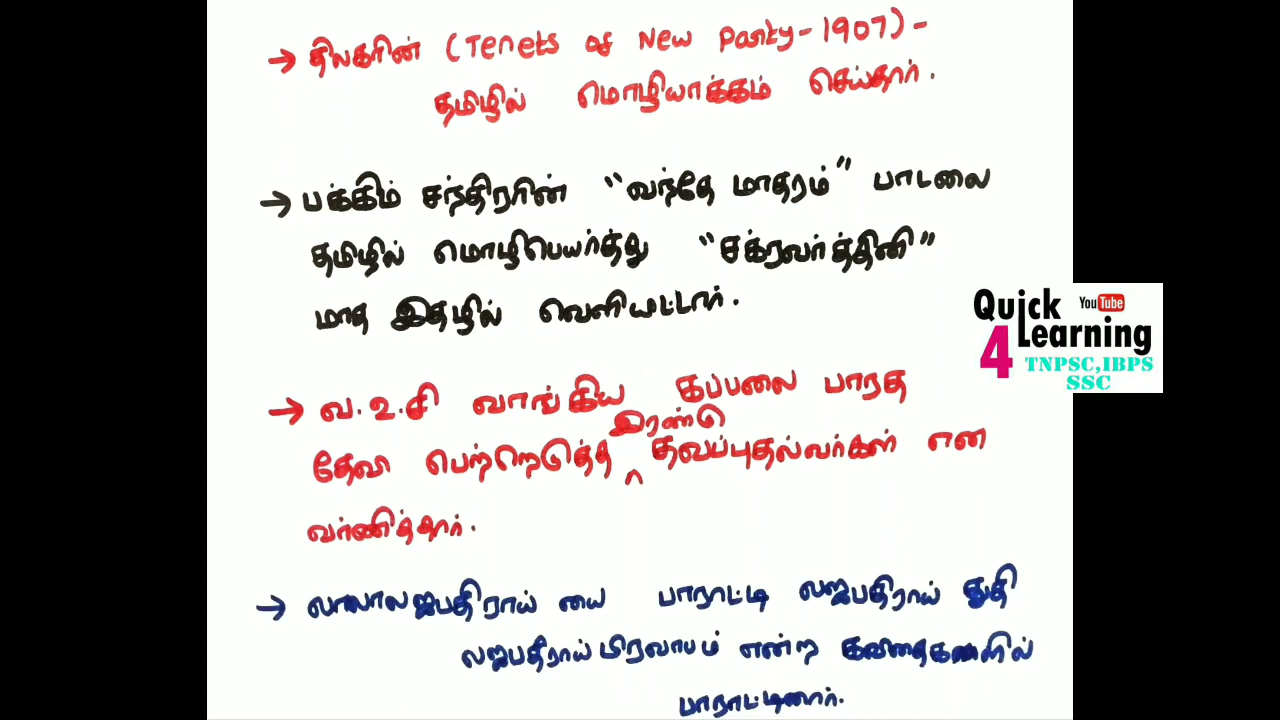 → திலகரின் (Tenets of New Party - 1907) -
தமிழில் மொழியாக்கம் செய்தார்.
→ பக்கிம் சந்திரரின் "வந்தே மாதரம்" பாடலை
தமிழில் மொழிபெயர்த்து "சக்ரவர்த்தினி"
மாத இதழில் வெளியிட்டார்.
Quick YouTube
4 Learning
TNPSC,IBPS
SSC
→ வ.உ.சி வாங்கிய கப்பலை பாரத
இரண்டு
தேவி பெற்றெடுத்த ^ தவப்புதல்வர்கள் என
வர்ணித்தார்.
→ லாலாலஜபதிராய் யை பாராட்டி லஜபதிராய் துதி
லஜபதிராய் பிரலாபம் என்ற கவிதைகளில்
பாராட்டினார்.